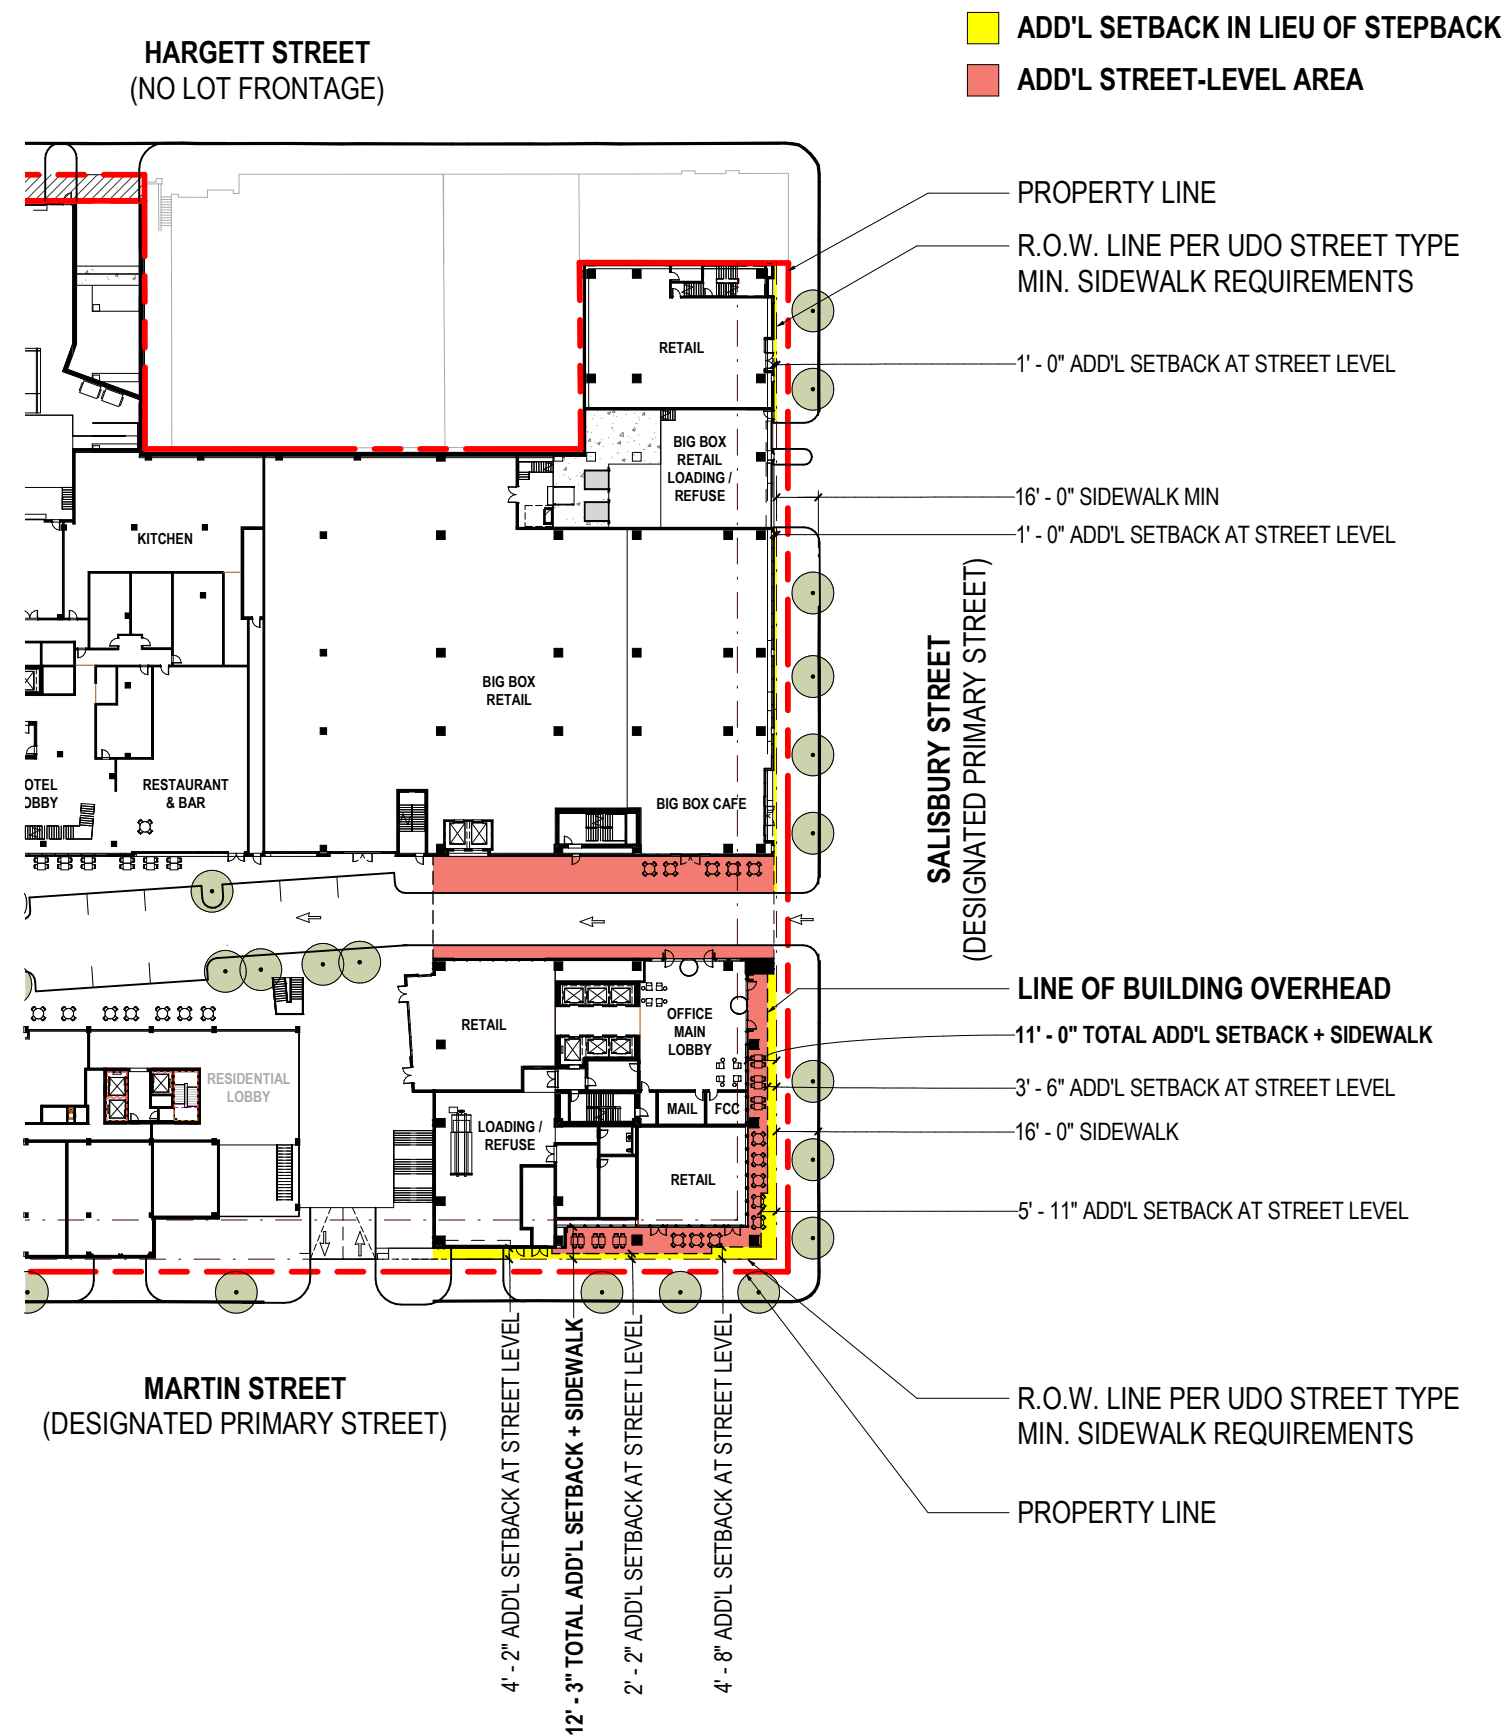 ADD'L SETBACK IN LIEU OF STEPBACK
ADD'L STREET-LEVEL AREA
HARGETT STREET
(NO LOT FRONTAGE)
PROPERTY LINE
R.O.W. LINE PER UDO STREET TYPE
MIN. SIDEWALK REQUIREMENTS
RETAIL
1' - 0" ADD'L SETBACK AT STREET LEVEL
BIG BOX
RETAIL
LOADING /
REFUSE
16' - 0" SIDEWALK MIN
1' - 0" ADD'L SETBACK AT STREET LEVEL
KITCHEN
SALISBURY STREET
(DESIGNATED PRIMARY STREET)
BIG BOX
RETAIL
OTEL
OBBY
RESTAURANT
& BAR
BIG BOX CAFE
LINE OF BUILDING OVERHEAD
RETAIL
OFFICE
MAIN
LOBBY
11' - 0" TOTAL ADD'L SETBACK + SIDEWALK
RESIDENTIAL
LOBBY
3' - 6" ADD'L SETBACK AT STREET LEVEL
MAIL
FCC
LOADING /
REFUSE
16' - 0" SIDEWALK
RETAIL
5' - 11" ADD'L SETBACK AT STREET LEVEL
4' - 2" ADD'L SETBACK AT STREET LEVEL
12' - 3" TOTAL ADD'L SETBACK + SIDEWALK
2' - 2" ADD'L SETBACK AT STREET LEVEL
4' - 8" ADD'L SETBACK AT STREET LEVEL
MARTIN STREET
(DESIGNATED PRIMARY STREET)
R.O.W. LINE PER UDO STREET TYPE
MIN. SIDEWALK REQUIREMENTS
PROPERTY LINE